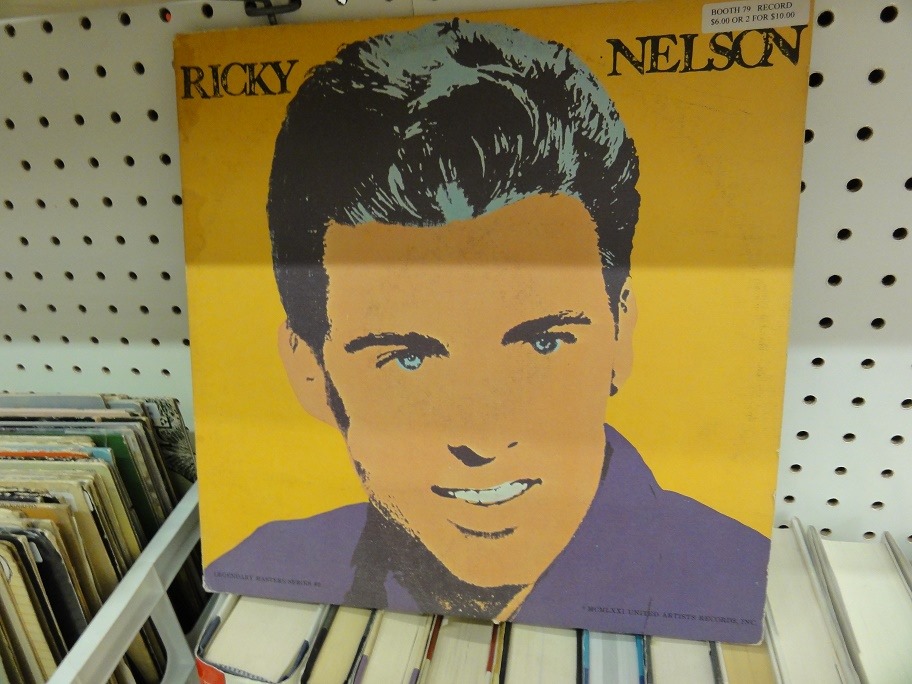 BOOTH 79 RECORD
$6.00 OR 2 FOR $10.00
RICKY NELSON
LEGENDARY MASTERS SERIES #2
© MCMLXXI UNITED ARTISTS RECORDS, INC.